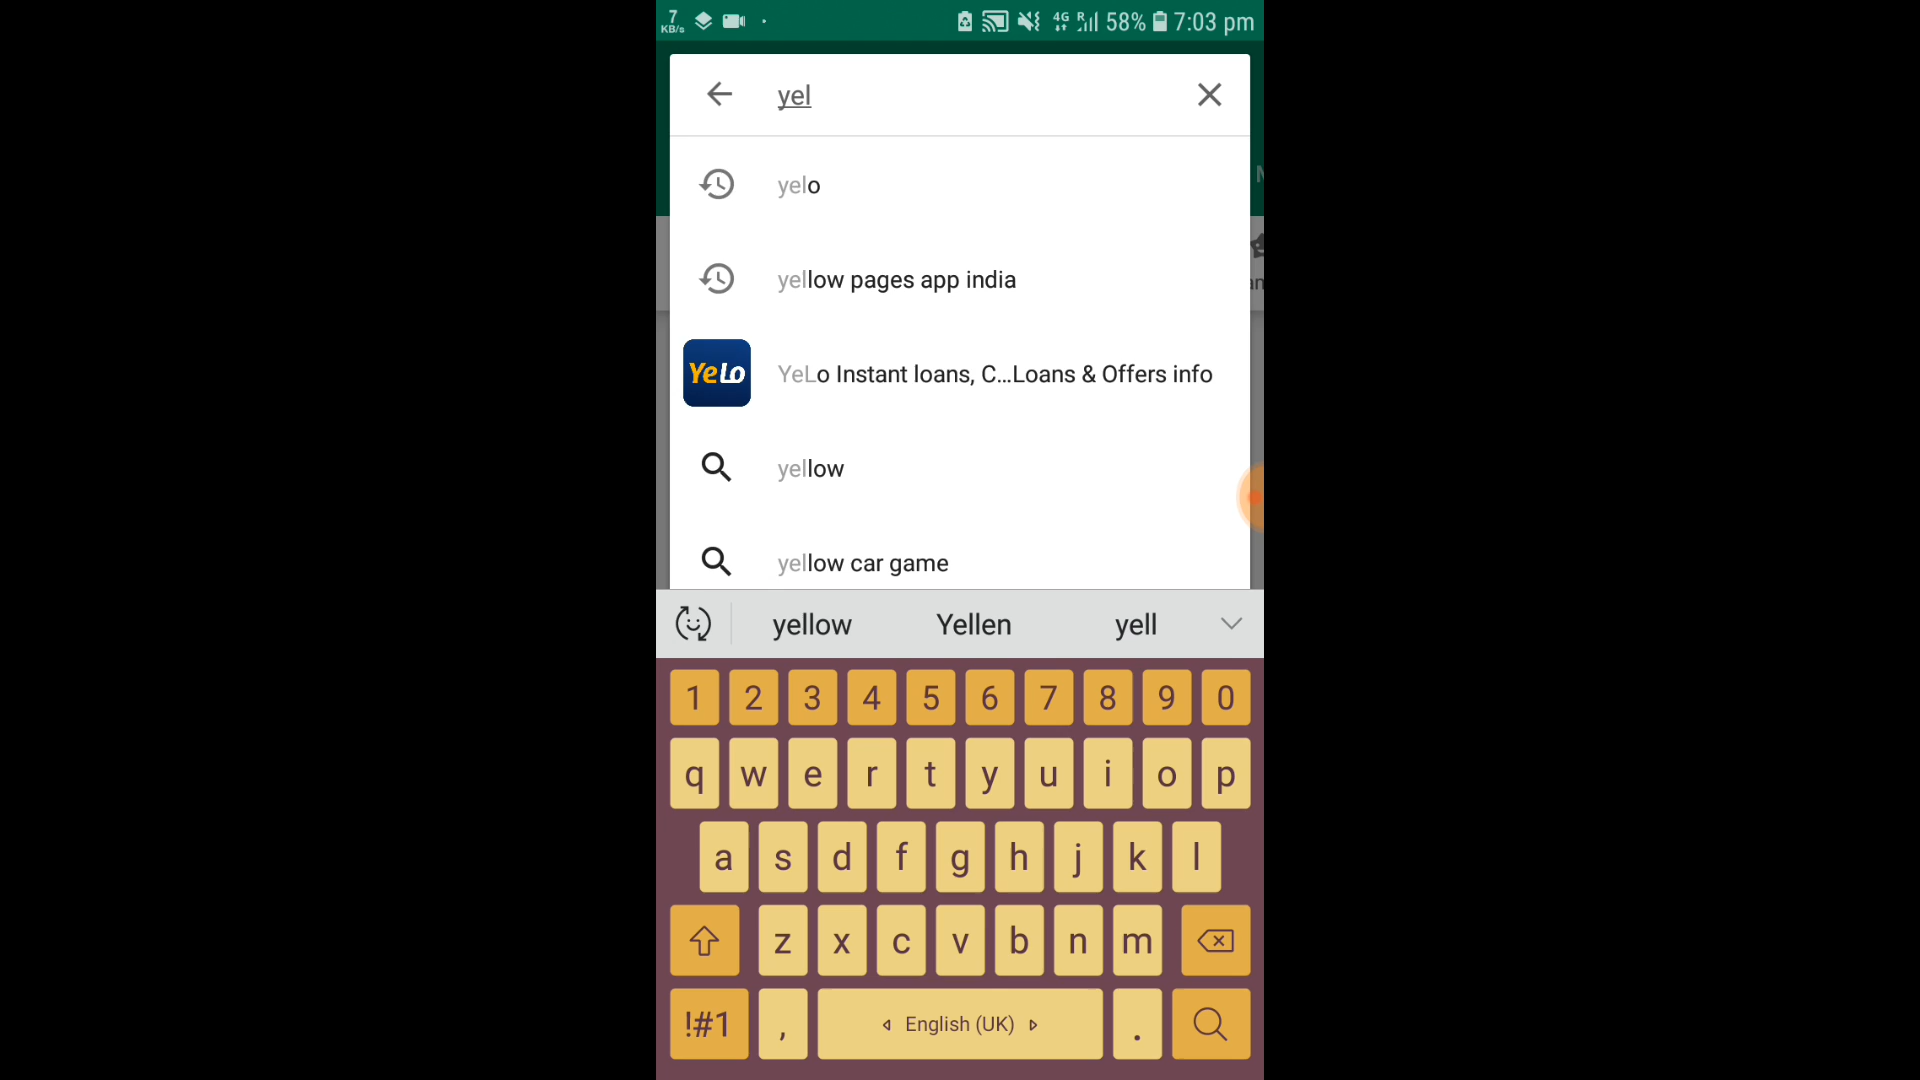 7
KB/s
4G R 58% 7:03 pm
yel
yelo
yellow pages app india
YeLo
YeLo Instant loans, C...Loans & Offers info
yellow
yellow car game
yellow Yellen yell
1 2 3 4 5 6 7 8 9 0
q w e r t y u i o p
a s d f g h j k l
z x c v b n m
!#1 , English (UK) .